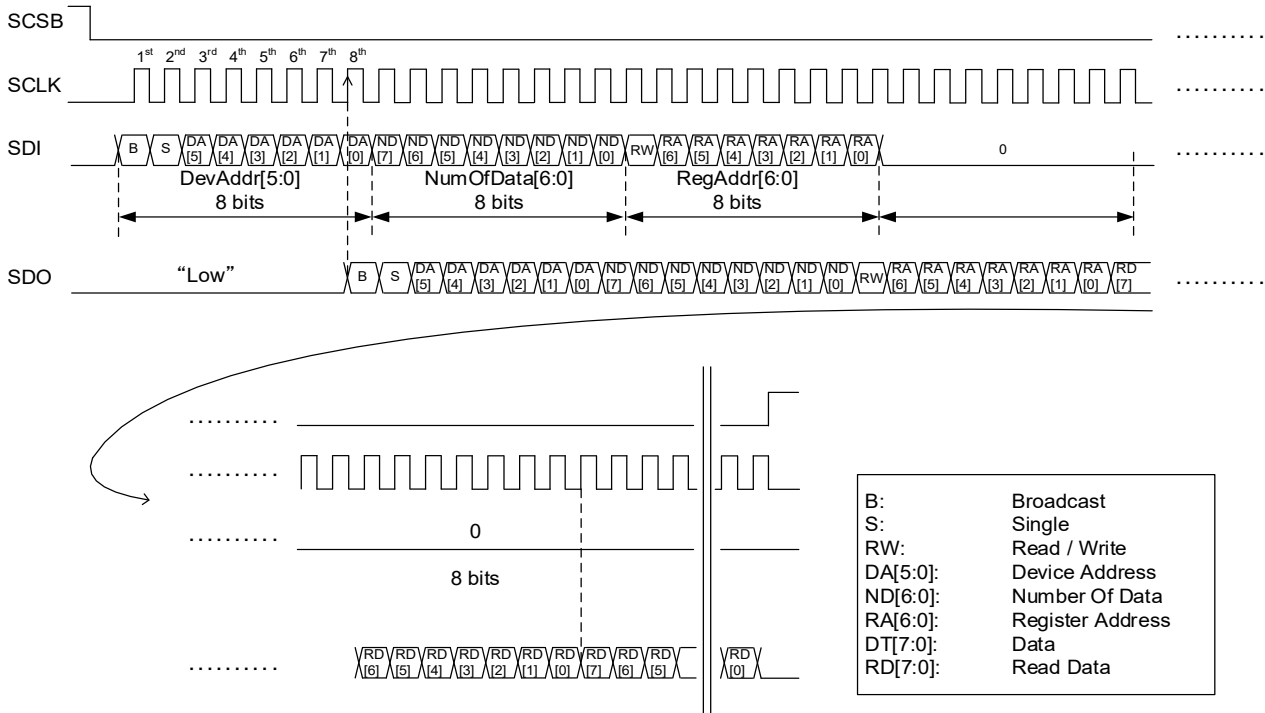 SCSB
..........
1st 2nd 3rd 4th 5th 6th 7th 8th
SCLK
..........
SDI B S DA[5] DA[4] DA[3] DA[2] DA[1] DA[0] ND[7] ND[6] ND[5] ND[4] ND[3] ND[2] ND[1] ND[0] RW RA[6] RA[5] RA[4] RA[3] RA[2] RA[1] RA[0] 0
..........
DevAddr[5:0] NumOfData[6:0] RegAddr[6:0]
8 bits 8 bits 8 bits
SDO “Low” B S DA[5] DA[4] DA[3] DA[2] DA[1] DA[0] ND[7] ND[6] ND[5] ND[4] ND[3] ND[2] ND[1] ND[0] RW RA[6] RA[5] RA[4] RA[3] RA[2] RA[1] RA[0] RD[7]
..........
..........
..........
0
..........
8 bits
.......... RD[6] RD[5] RD[4] RD[3] RD[2] RD[1] RD[0] RD[7] RD[6] RD[5] RD[0]
B: Broadcast
S: Single
RW: Read / Write
DA[5:0]: Device Address
ND[6:0]: Number Of Data
RA[6:0]: Register Address
DT[7:0]: Data
RD[7:0]: Read Data